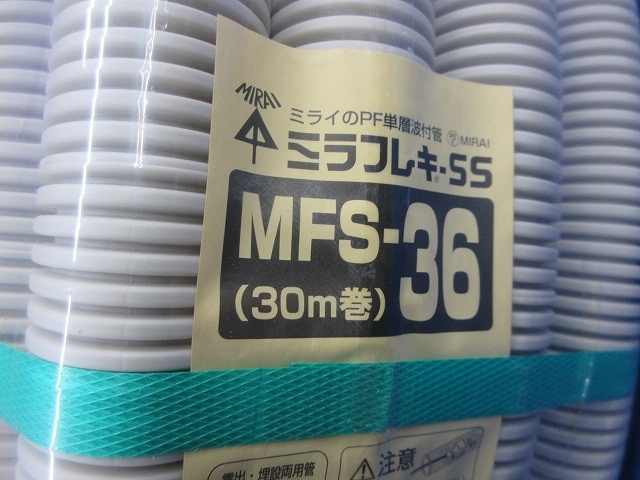 MIRAI
ミライのPF単層波付管 MIRAI
ミラフレキ®SS
MFS-36
(30m巻)
露出・埋設両用管
注意